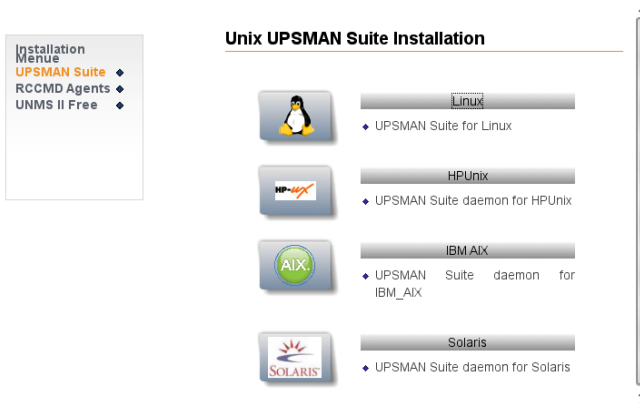 Unix UPSMAN Suite Installation
Installation
Menue
UPSMAN Suite
RCCMD Agents
UNMS II Free
Linux
UPSMAN Suite for Linux
HP-UX
HPUnix
UPSMAN Suite daemon for HPUnix
AIX.
IBM AIX
UPSMAN Suite daemon for
IBM_AIX
SOLARIS
Solaris
UPSMAN Suite daemon for Solaris